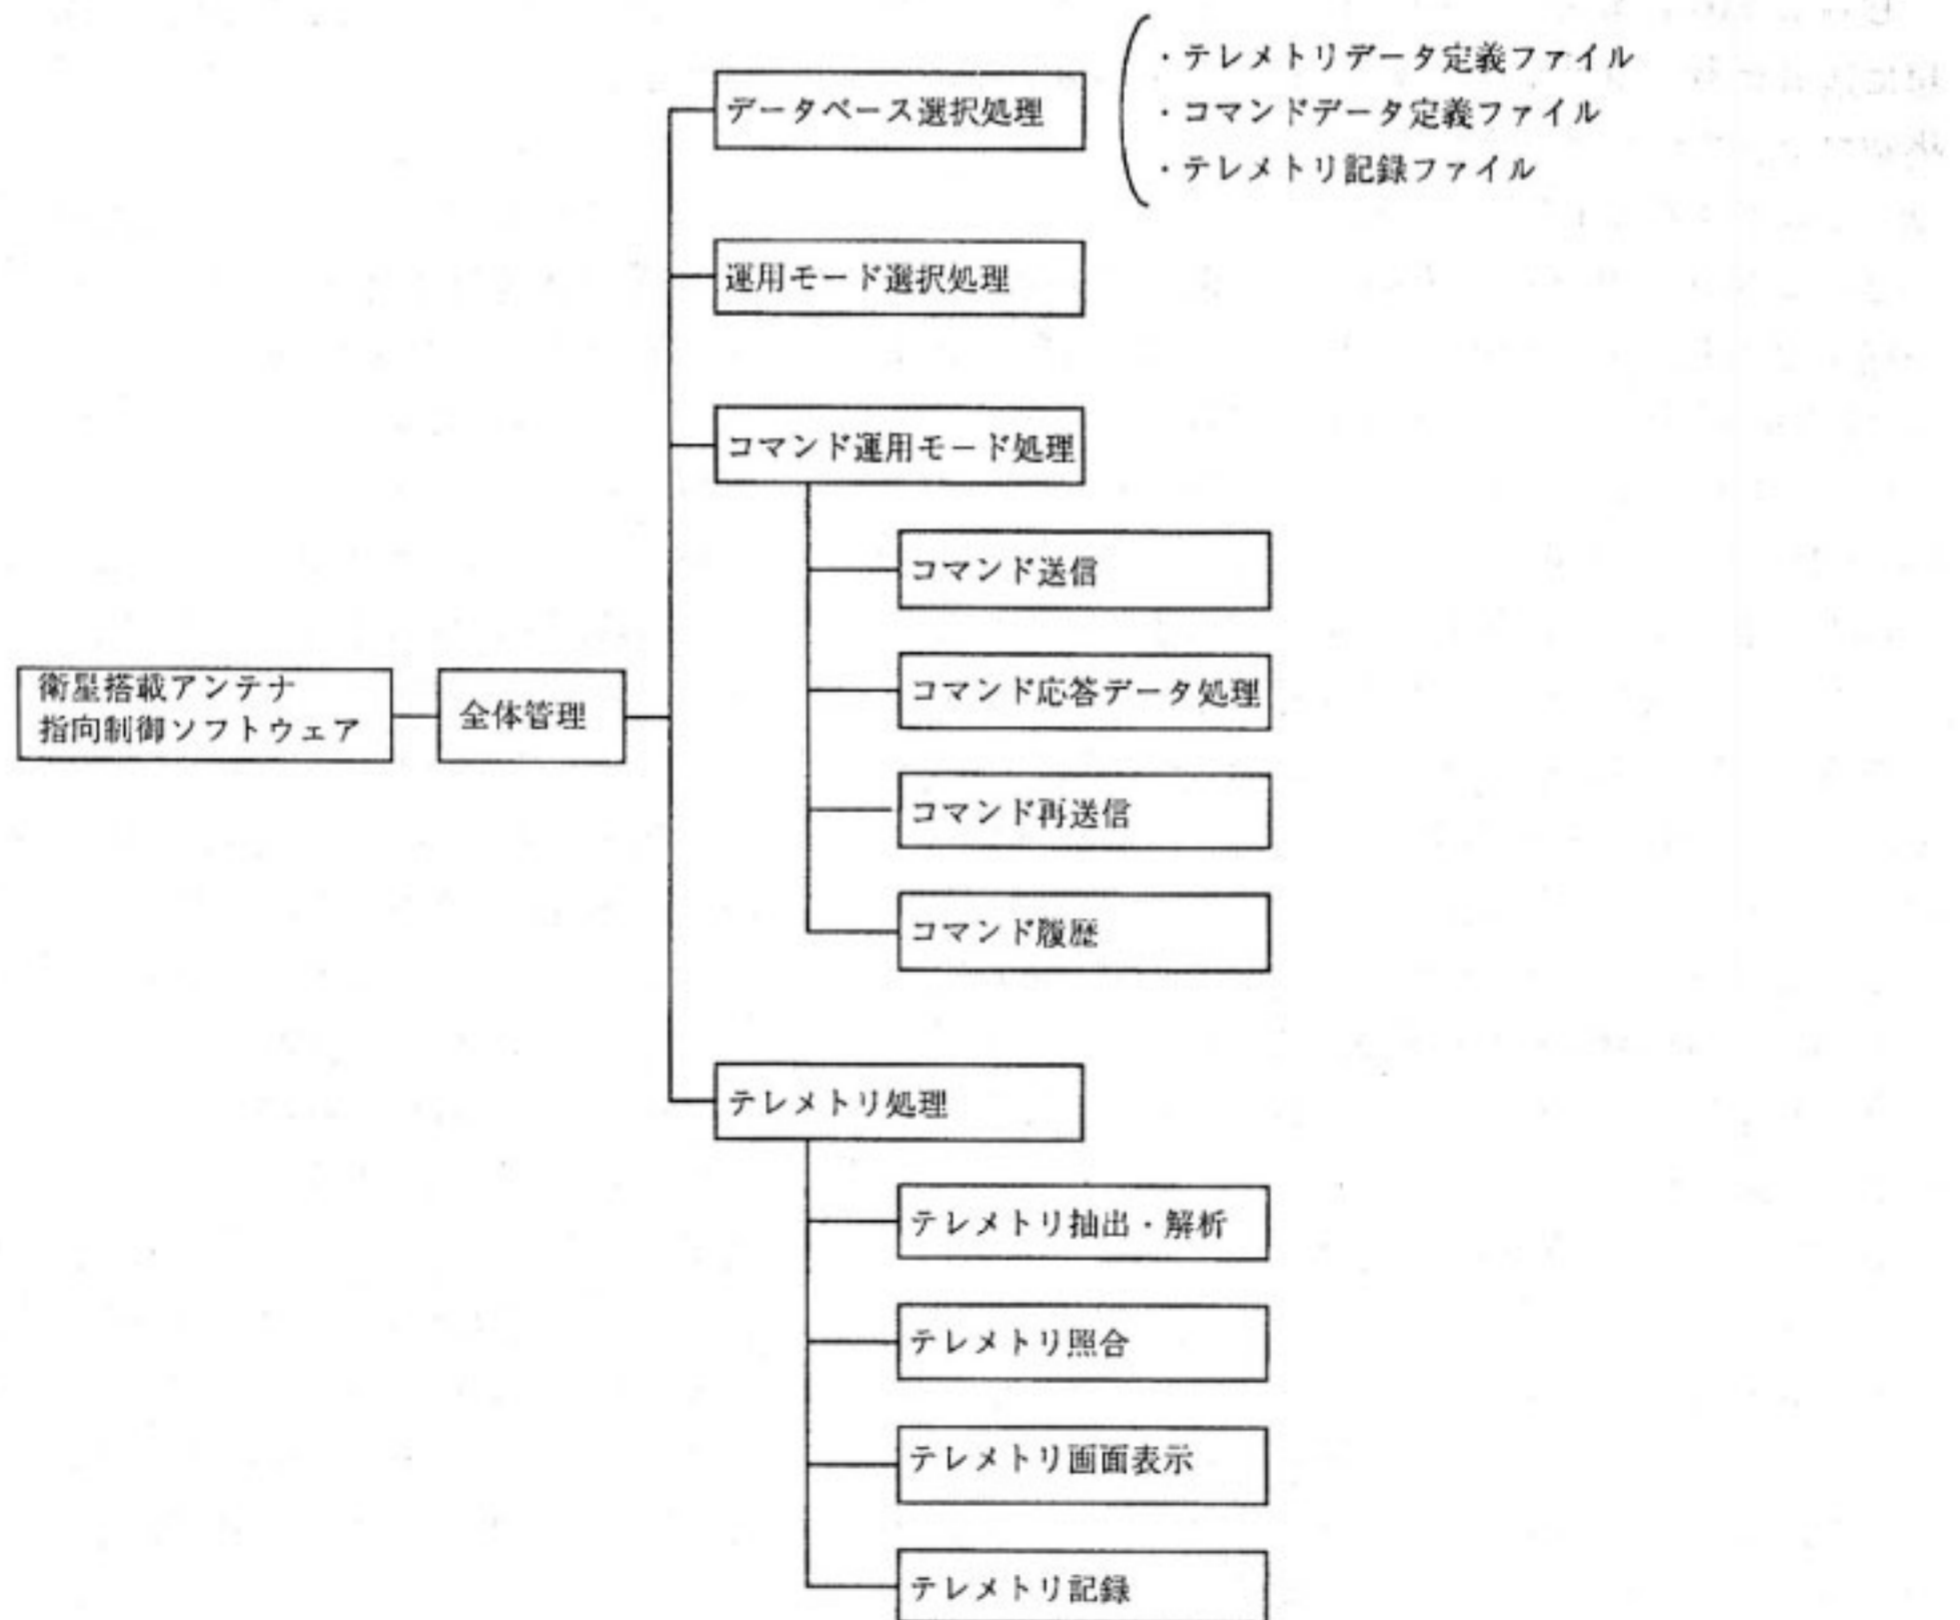 ・テレメトリデータ定義ファイル
データベース選択処理
・コマンドデータ定義ファイル
・テレメトリ記録ファイル
運用モード選択処理
コマンド運用モード処理
コマンド送信
コマンド応答データ処理
衛星搭載アンテナ
指向制御ソフトウェア
全体管理
コマンド再送信
コマンド履歴
テレメトリ処理
テレメトリ抽出・解析
テレメトリ照合
テレメトリ画面表示
テレメトリ記録